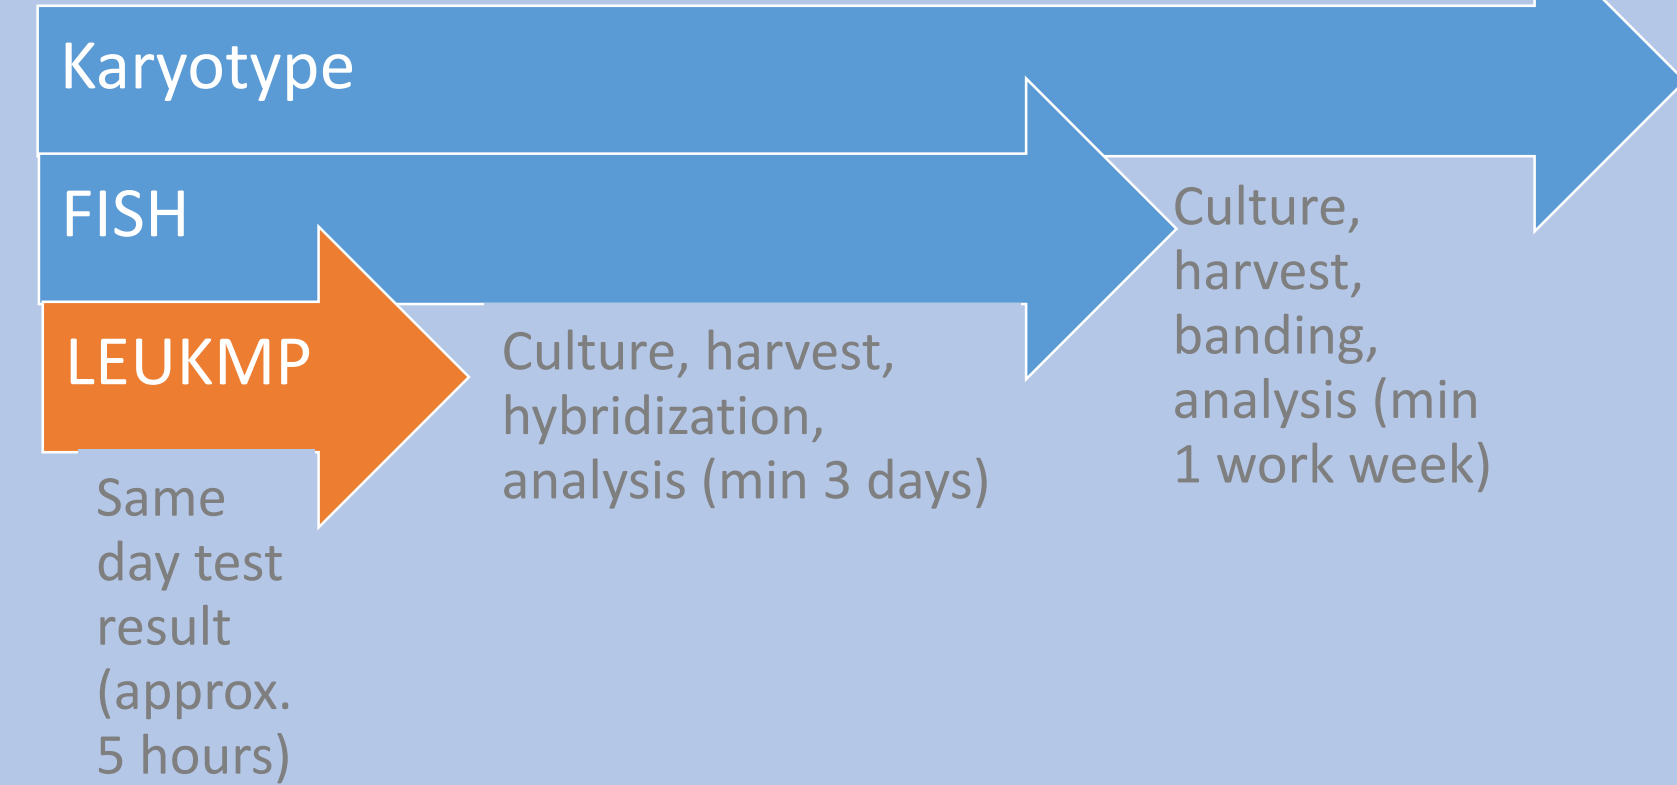 Karyotype
FISH
LEUKMP
Same
day test
result
(approx.
5 hours)
Culture, harvest,
hybridization,
analysis (min 3 days)
Culture,
harvest,
banding,
analysis (min
1 work week)